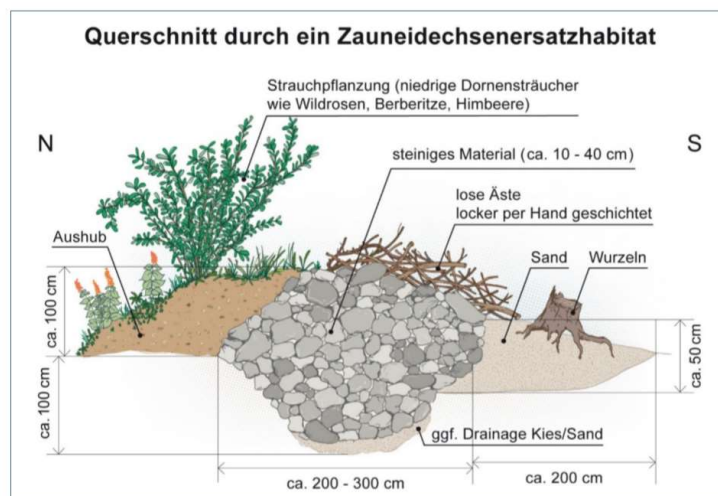 Querschnitt durch ein Zauneidechsenersatzhabitat
Strauchpflanzung (niedrige Dornensträucher
wie Wildrosen, Berberitze, Himbeere)
N
S
steiniges Material (ca. 10 - 40 cm)
lose Äste
locker per Hand geschichtet
Aushub
Sand
Wurzeln
ca. 100 cm
ca. 50 cm
ca. 100 cm
ggf. Drainage Kies/Sand
ca. 200 - 300 cm
ca. 200 cm